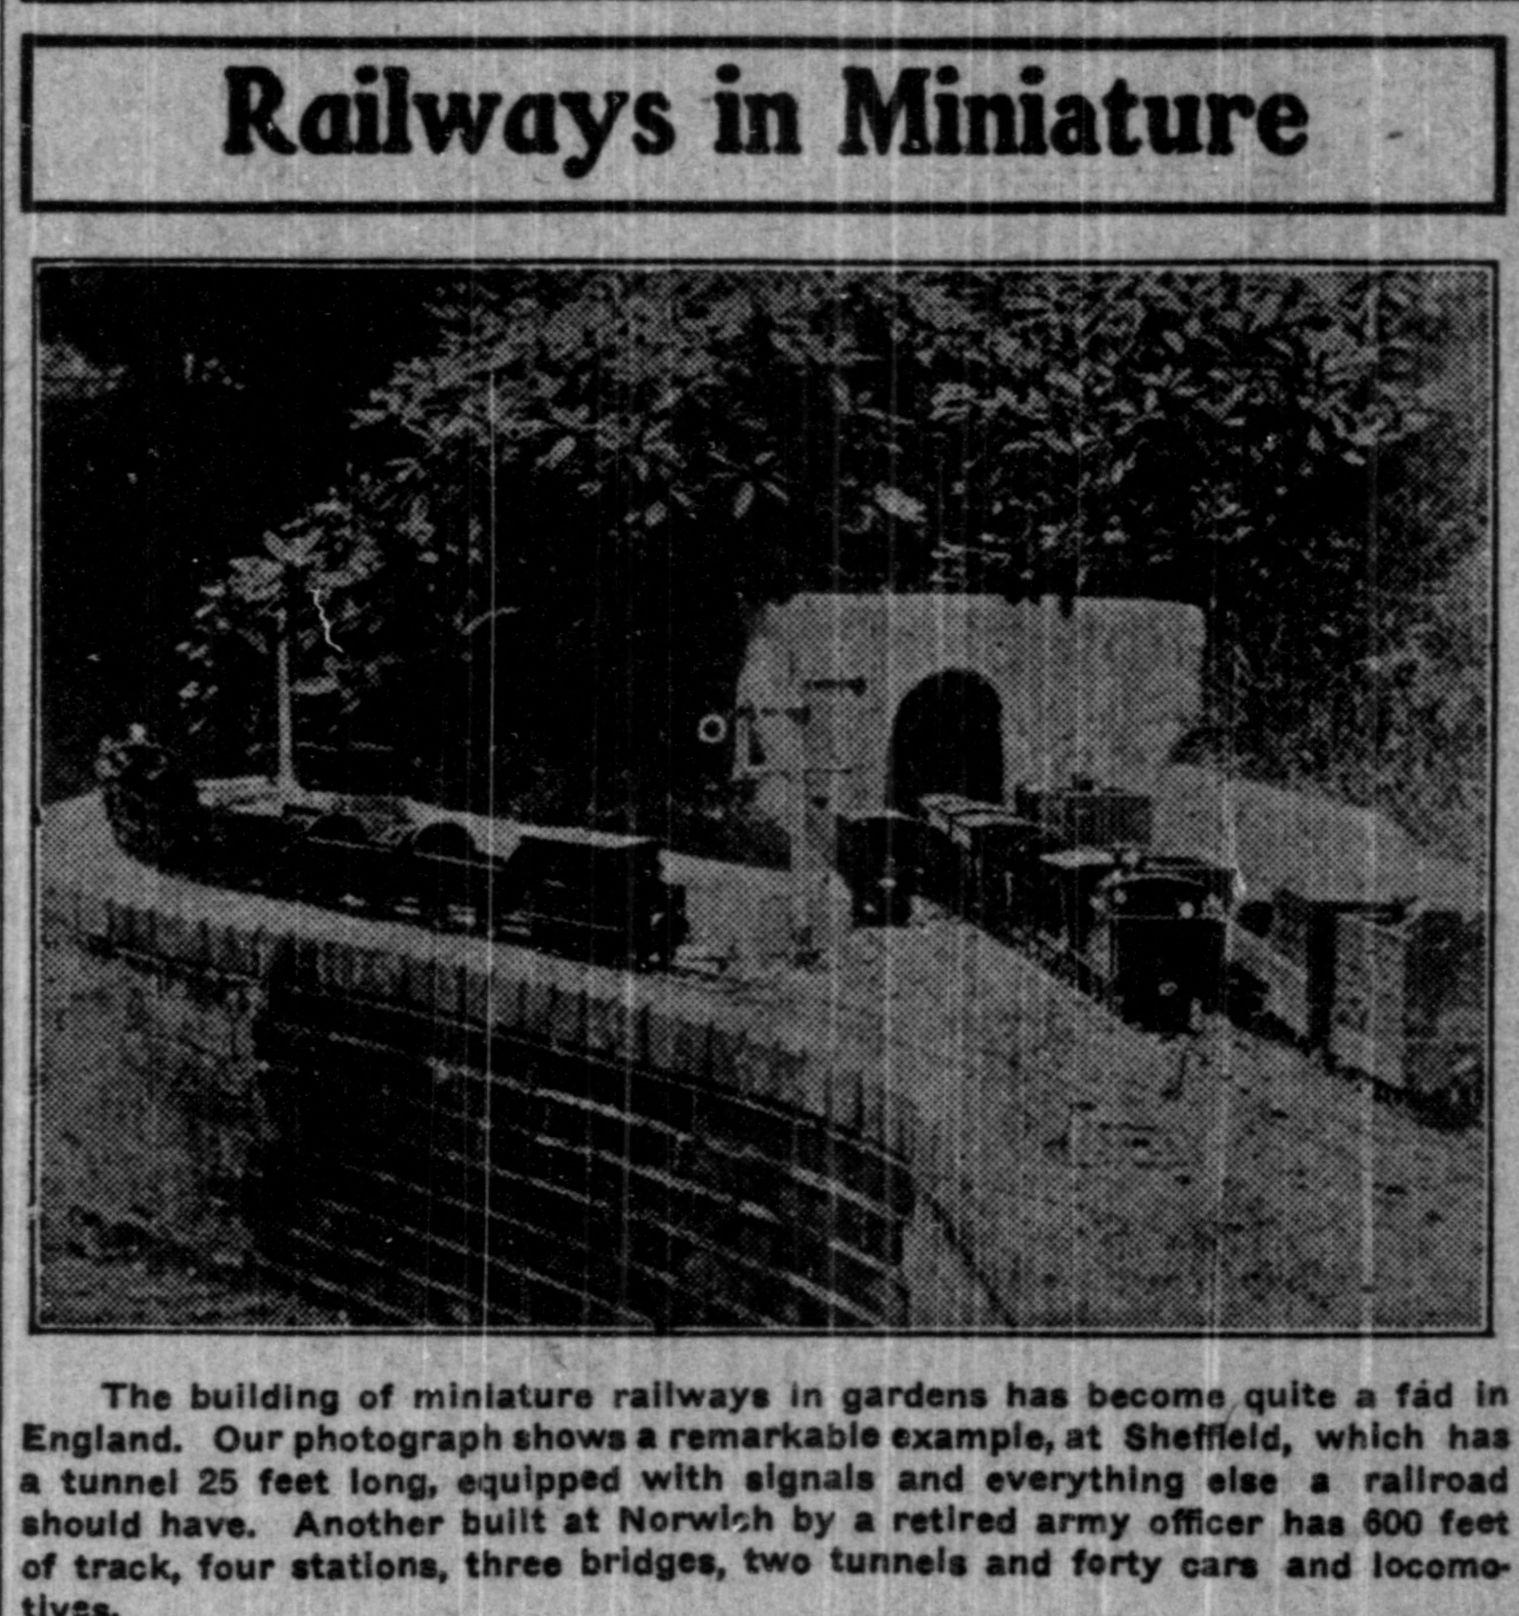 Railways in Miniature
The building of miniature railways in gardens has become quite a fad in
England. Our photograph shows a remarkable example, at Sheffield, which has
a tunnel 25 feet long, equipped with signals and everything else a railroad
should have. Another built at Norwich by a retired army officer has 600 feet
of track, four stations, three bridges, two tunnels and forty cars and locomo-
tives.